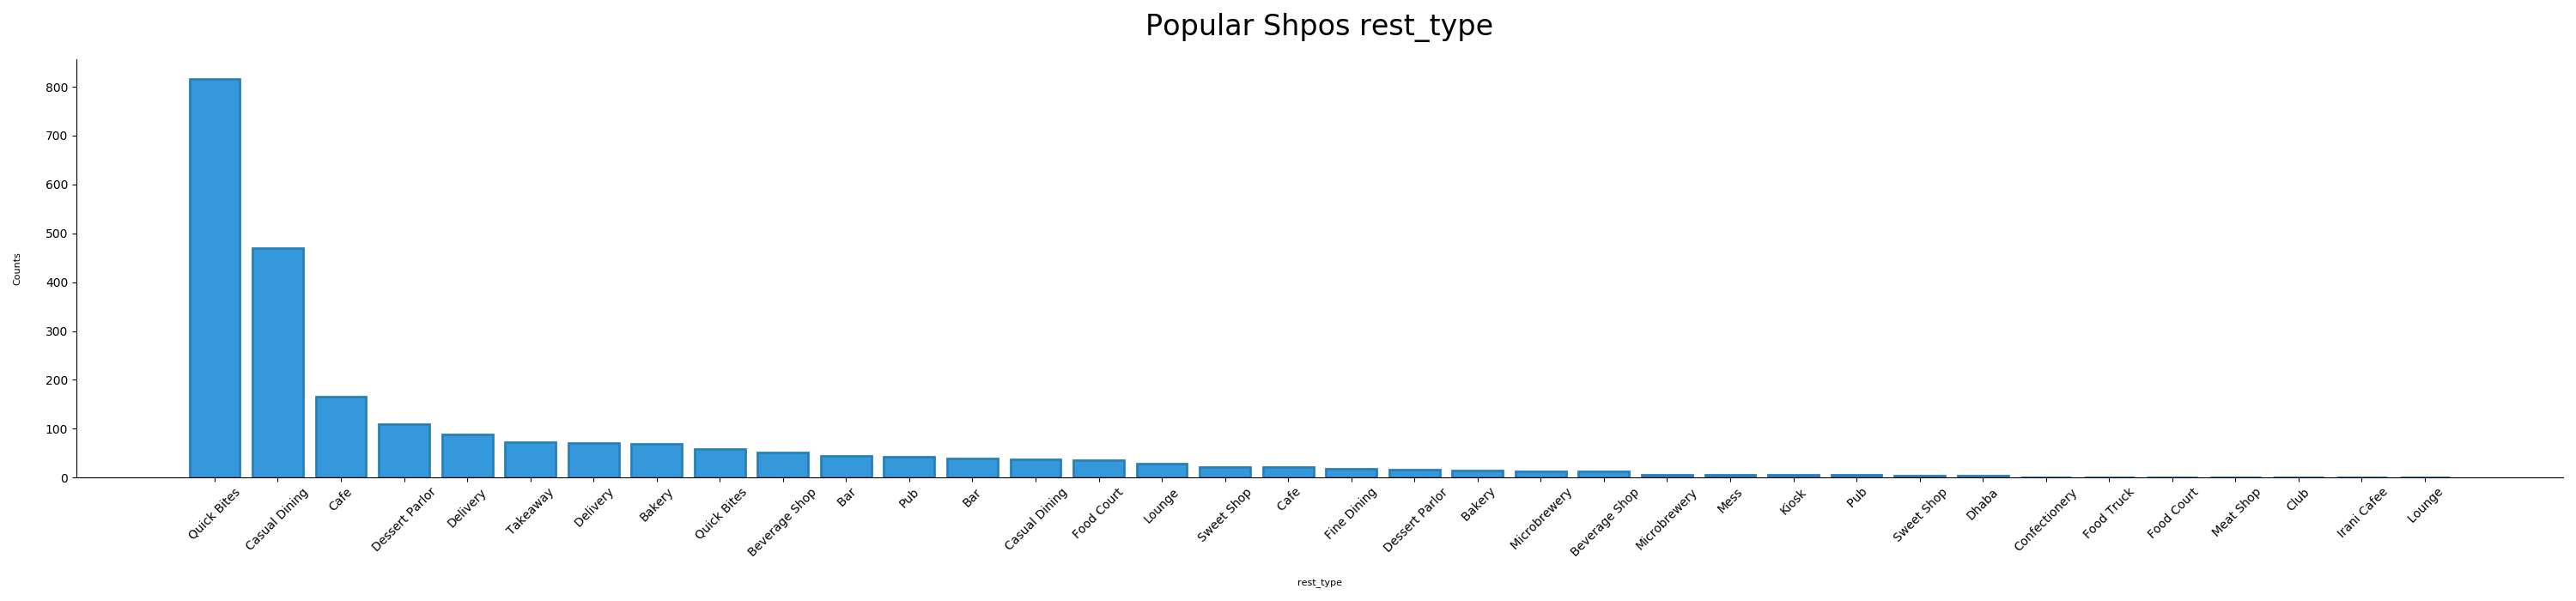 Popular Shpos rest_type
800
700
600
500
400
300
200
100
0
Counts
Quick Bites
Casual Dining
Cafe
Dessert Parlor
Delivery
Takeaway
Delivery
Bakery
Quick Bites
Beverage Shop
Bar
Pub
Bar
Casual Dining
Food Court
Lounge
Sweet Shop
Cafe
Fine Dining
Dessert Parlor
Bakery
Microbrewery
Beverage Shop
Microbrewery
Mess
Kiosk
Pub
Sweet Shop
Dhaba
Confectionery
Food Truck
Food Court
Meat Shop
Club
Irani Cafee
Lounge
rest_type